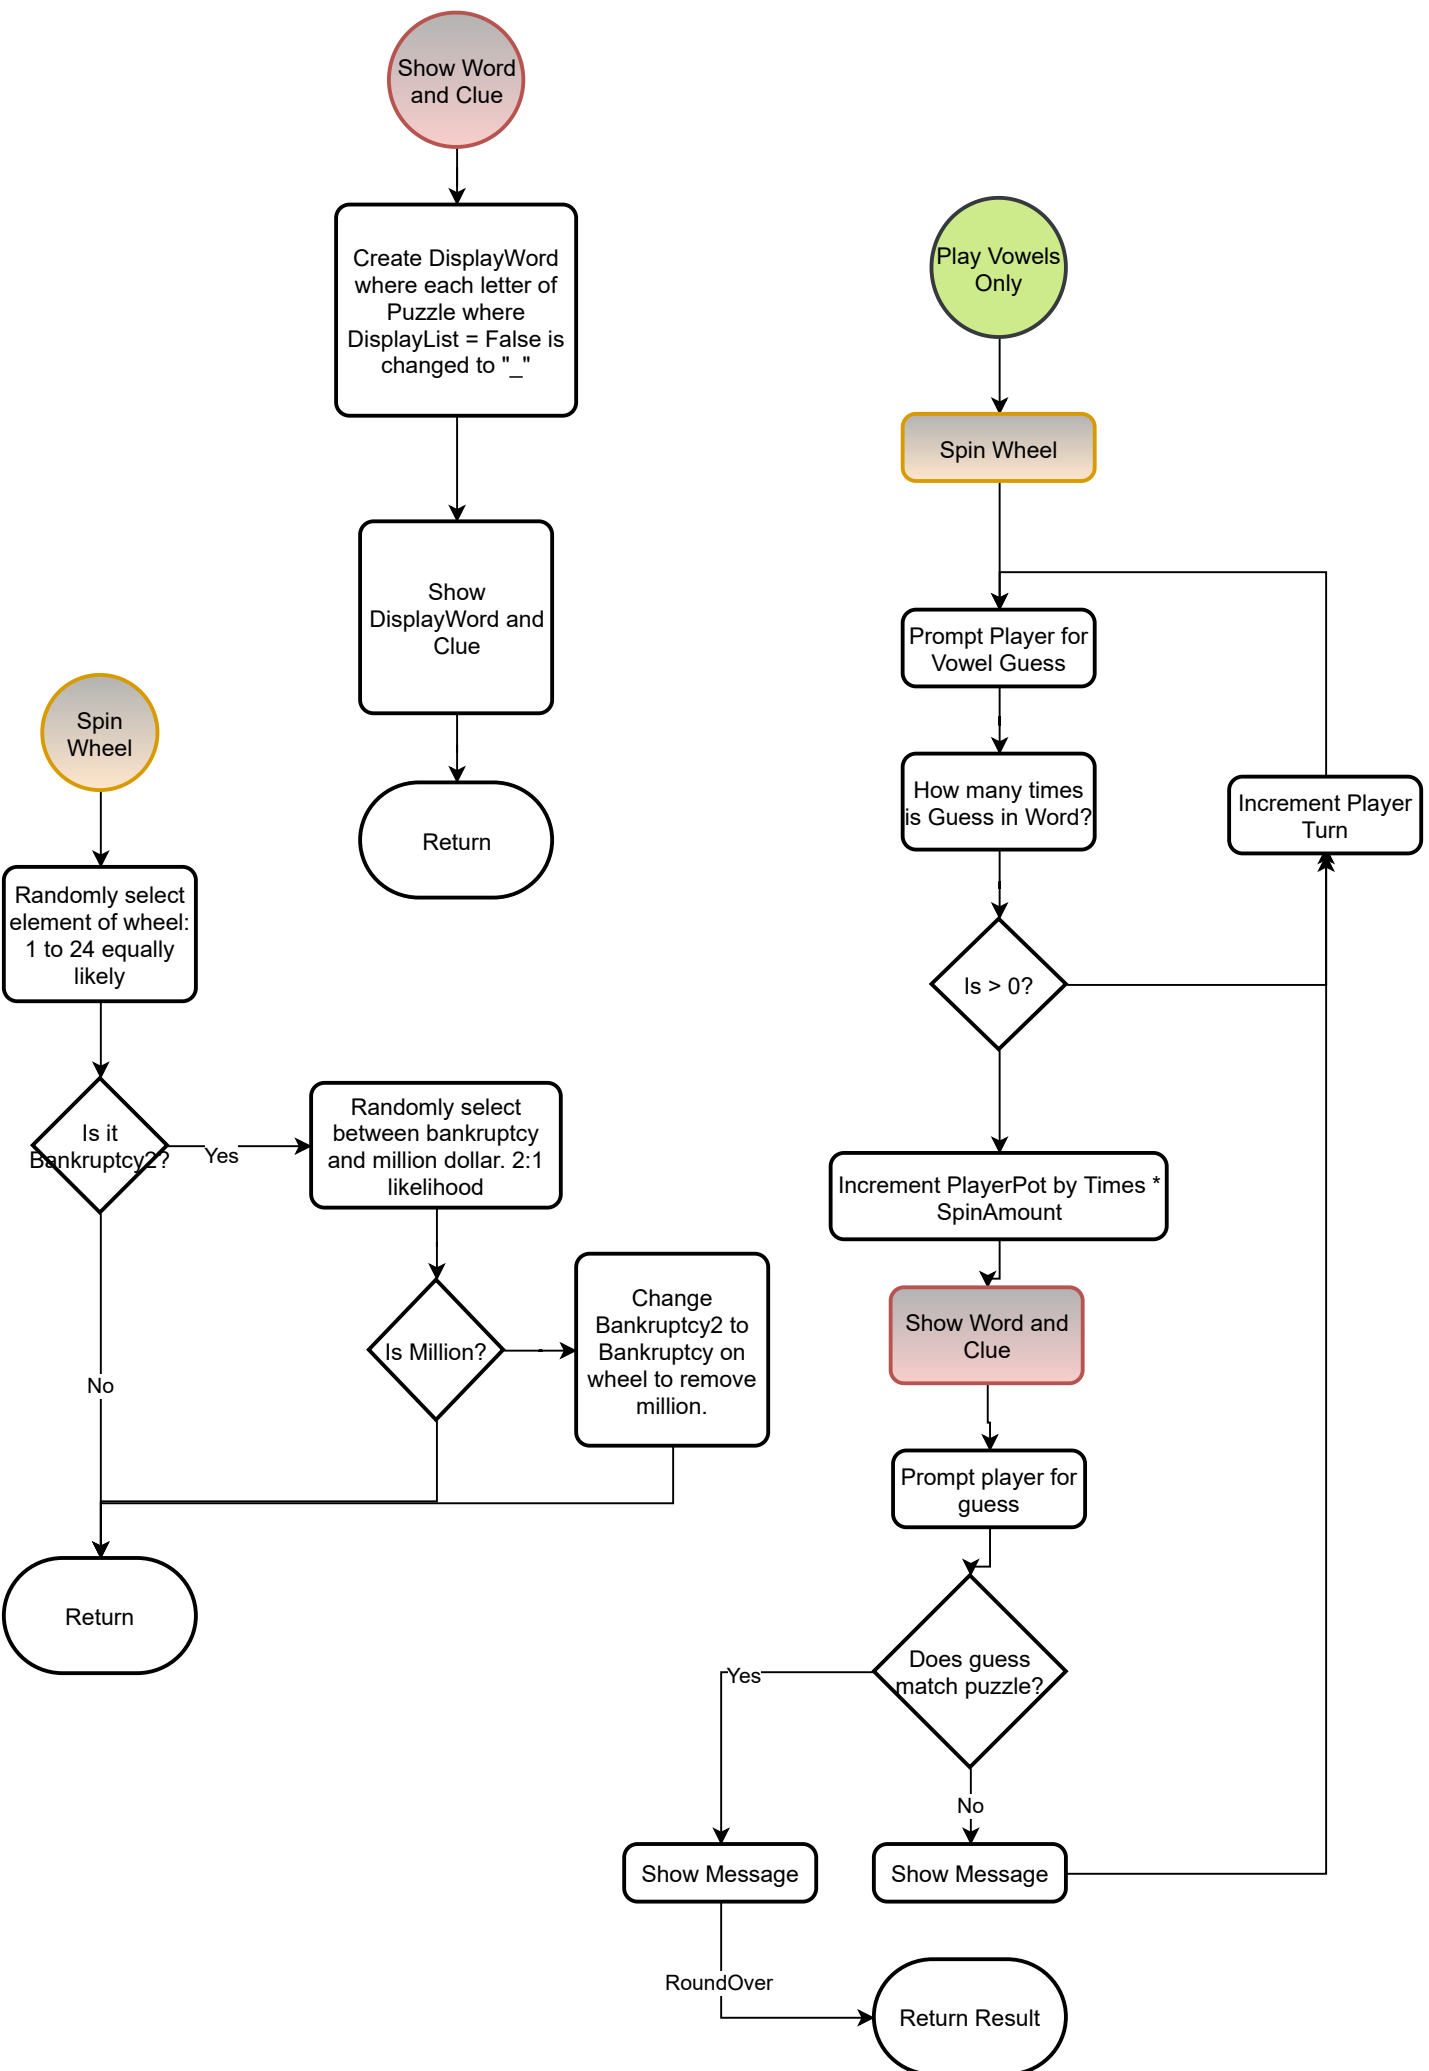 Show Word
and Clue
Create DisplayWord
where each letter of
Puzzle where
DisplayList = False is
changed to "_"
Show
DisplayWord and
Clue
Return
Spin
Wheel
Randomly select
element of wheel:
1 to 24 equally
likely
Is it
Bankruptcy2?
Yes
No
Randomly select
between bankruptcy
and million dollar. 2:1
likelihood
Is Million?
Change
Bankruptcy2 to
Bankruptcy on
wheel to remove
million.
Return
Play Vowels
Only
Spin Wheel
Prompt Player for
Vowel Guess
How many times
is Guess in Word?
Increment Player
Turn
Is > 0?
Increment PlayerPot by Times *
SpinAmount
Show Word and
Clue
Prompt player for
guess
Does guess
match puzzle?
Yes
No
Show Message
Show Message
RoundOver
Return Result